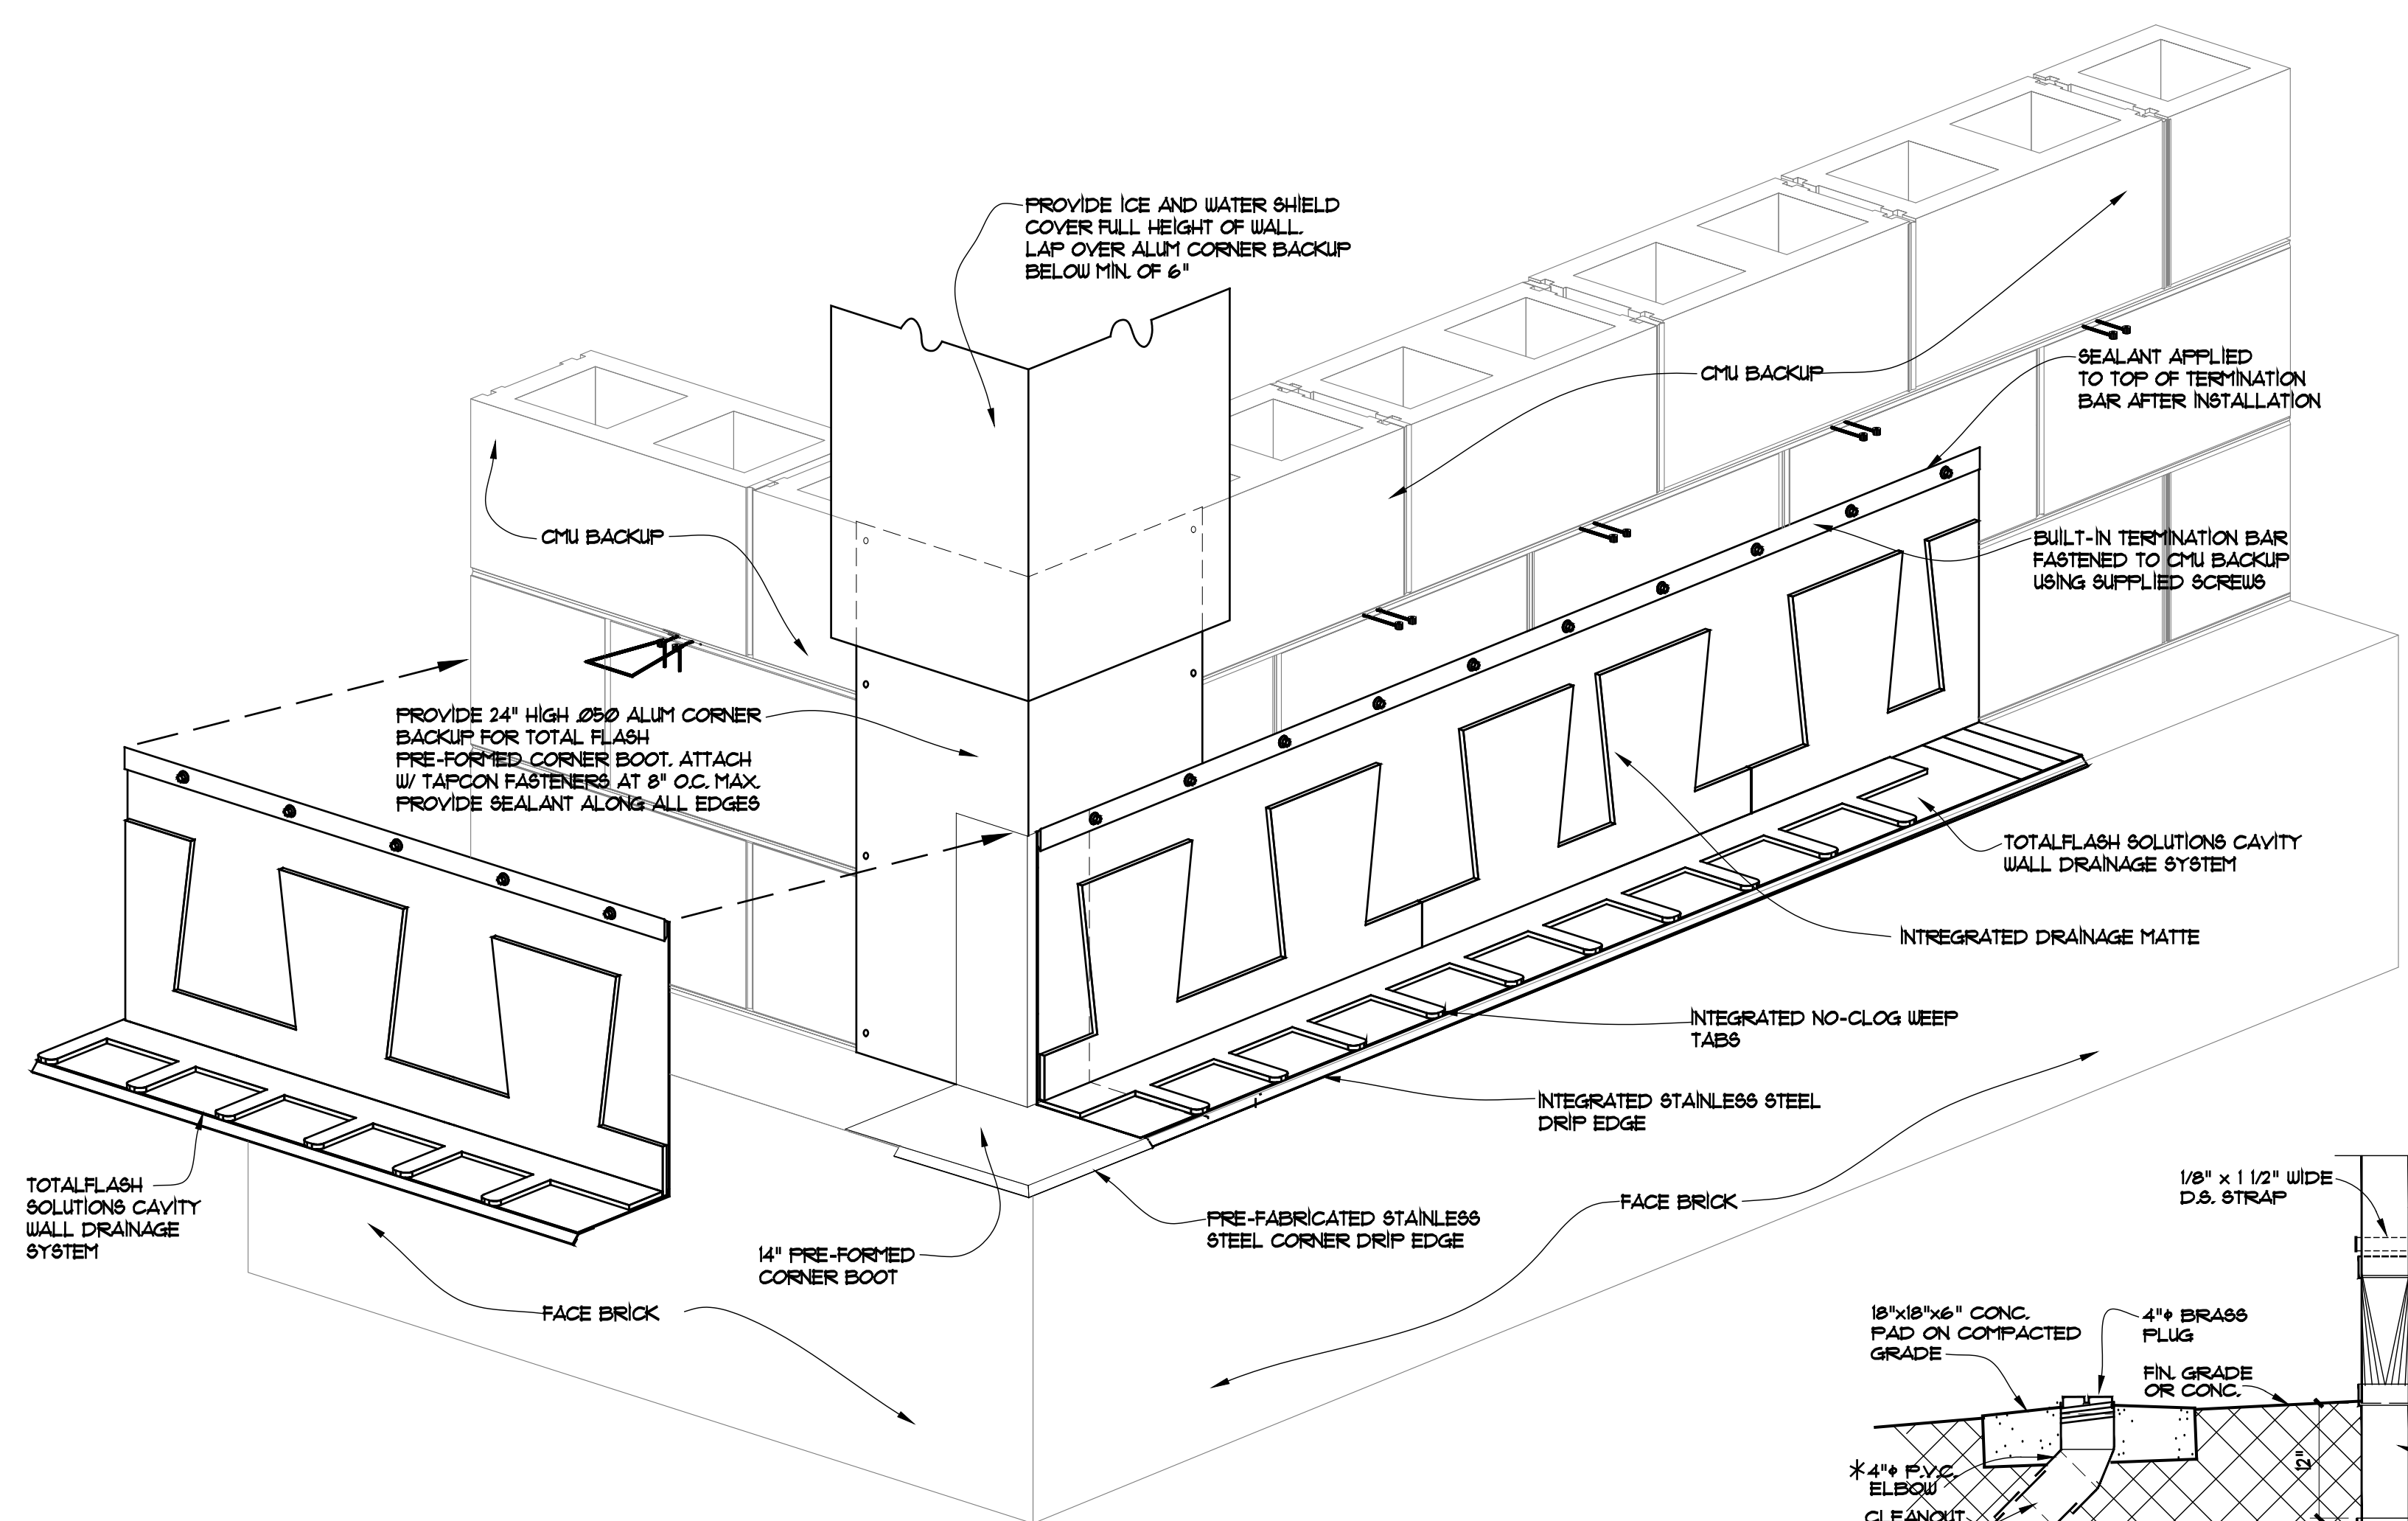 PROVIDE ICE AND WATER SHIELD
COVER FULL HEIGHT OF WALL.
LAP OVER ALUM CORNER BACKUP
BELOW MIN. OF 6"
CMU BACKUP
SEALANT APPLIED
TO TOP OF TERMINATION
BAR AFTER INSTALLATION
CMU BACKUP
BUILT-IN TERMINATION BAR
FASTENED TO CMU BACKUP
USING SUPPLIED SCREWS
PROVIDE 24" HIGH .050 ALUM CORNER
BACKUP FOR TOTAL FLASH
PRE-FORMED CORNER BOOT. ATTACH
W/ TAPCON FASTENERS AT 8" O.C. MAX.
PROVIDE SEALANT ALONG ALL EDGES
TOTALFLASH SOLUTIONS CAVITY
WALL DRAINAGE SYSTEM
INTREGRATED DRAINAGE MATTE
INTEGRATED NO-CLOG WEEP
TABS
INTEGRATED STAINLESS STEEL
DRIP EDGE
TOTALFLASH
SOLUTIONS CAVITY
WALL DRAINAGE
SYSTEM
FACE BRICK
PRE-FABRICATED STAINLESS
STEEL CORNER DRIP EDGE
14" PRE-FORMED
CORNER BOOT
FACE BRICK
1/8" x 1 1/2" WIDE
D.S. STRAP
18"x18"x6" CONC.
PAD ON COMPACTED
GRADE
4"ϕ BRASS
PLUG
FIN. GRADE
OR CONC.
12"
*4"ϕ P.V.C.
ELBOW
CLEANOUT